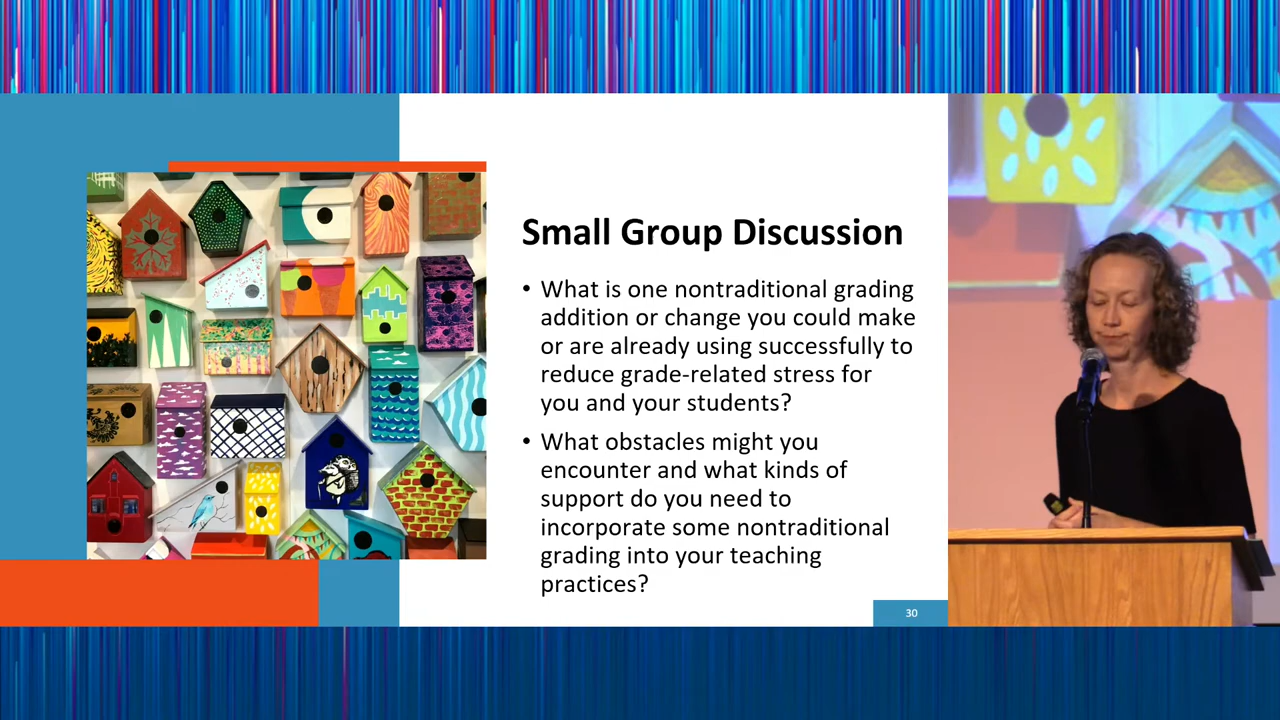 Small Group Discussion
• What is one nontraditional grading
addition or change you could make
or are already using successfully to
reduce grade-related stress for
you and your students?
• What obstacles might you
encounter and what kinds of
support do you need to
incorporate some nontraditional
grading into your teaching
practices?
30